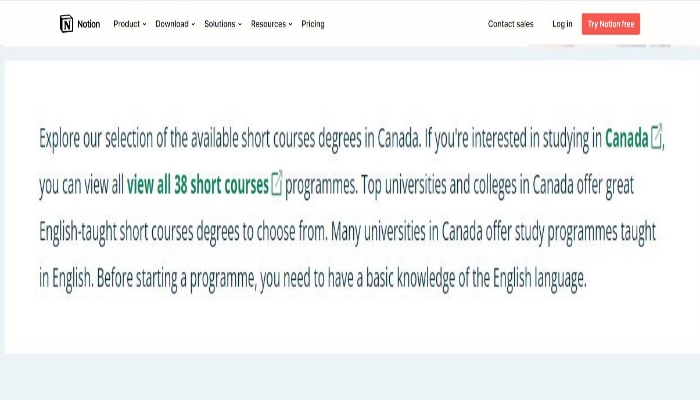 Notion Product Download Solutions Resources Pricing Contact sales Log in Try Notion free
Explore our selection of the available short courses degrees in Canada. If you're interested in studying in Canada,
you can view all view all 38 short courses programmes. Top universities and colleges in Canada offer great
English-taught short courses degrees to choose from. Many universities in Canada offer study programmes taught
in English. Before starting a programme, you need to have a basic knowledge of the English language.